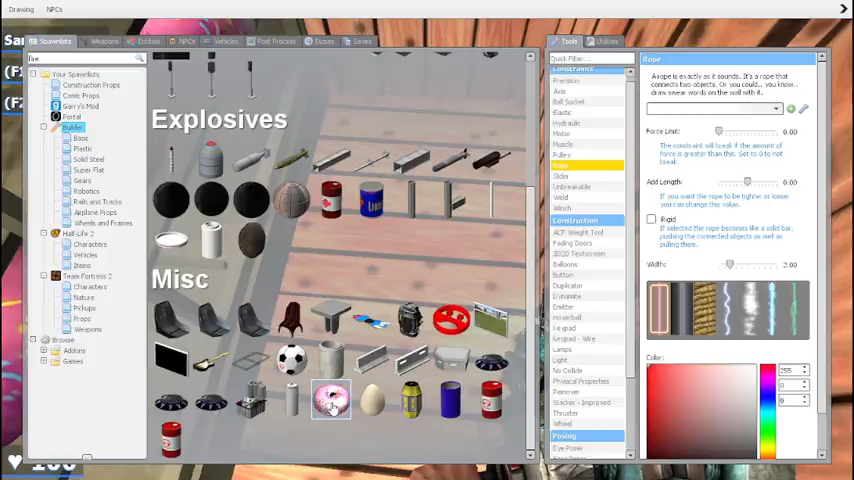 Drawing NPCs
San
(F1
(F2
Spawnlists Weapons Entities NPCs Vehicles Post Process Dupes Saves
fire
Your Spawnlists
Construction Props
Comic Props
Garry's Mod
Portal
Builder
Basic
Plastic
Solid Steel
Super Flat
Gears
Robotics
Rails and Tracks
Airplane Props
Wheels and Frames
Half-Life 2
Characters
Vehicles
Items
Team Fortress 2
Characters
Nature
Pickups
Props
Weapons
Browse
Addons
Games
Explosives
Misc
100
Tools Utilities
Quick Filter...
Constraints
Precision
Axis
Ball Socket
Elastic
Hydraulic
Motor
Muscle
Pulley
Rope
Slider
Unbreakable
Weld
Winch
Construction
ACF Weight Tool
Fading Doors
3D2D Textscreen
Balloons
Button
Duplicator
Dynamite
Emitter
Hoverball
Keypad
Keypad - Wire
Lamps
Light
No Collide
Physical Properties
Remover
Stacker - Improved
Thruster
Wheel
Posing
Eye Poser
Rope
A rope is exactly as it sounds. It's a rope that
connects two objects. Or you could... you know...
draw swear words on the wall with it.
Force Limit: 0.00
The constraint will break if the
amount of force is greater than this. Set to 0 to not
break.
Add Length: 0.00
If you want the rope to be tighter or looser
you can change this value.
Rigid
If selected the rope becomes like a solid bar,
pushing the connected objects as well as
pulling them.
Width: 2.00
Color:
255
0
0